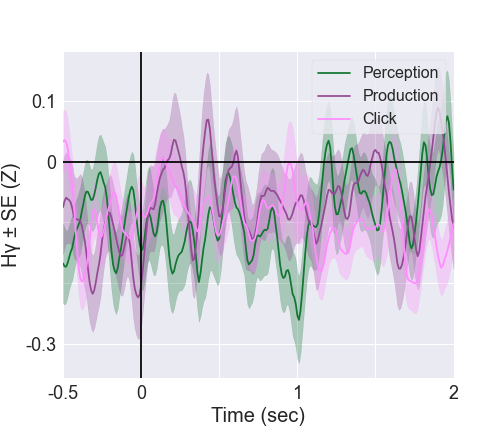 Perception
Production
Click
0.1
0
-0.3
Hγ ± SE (Z)
-0.5
0
1
2
Time (sec)